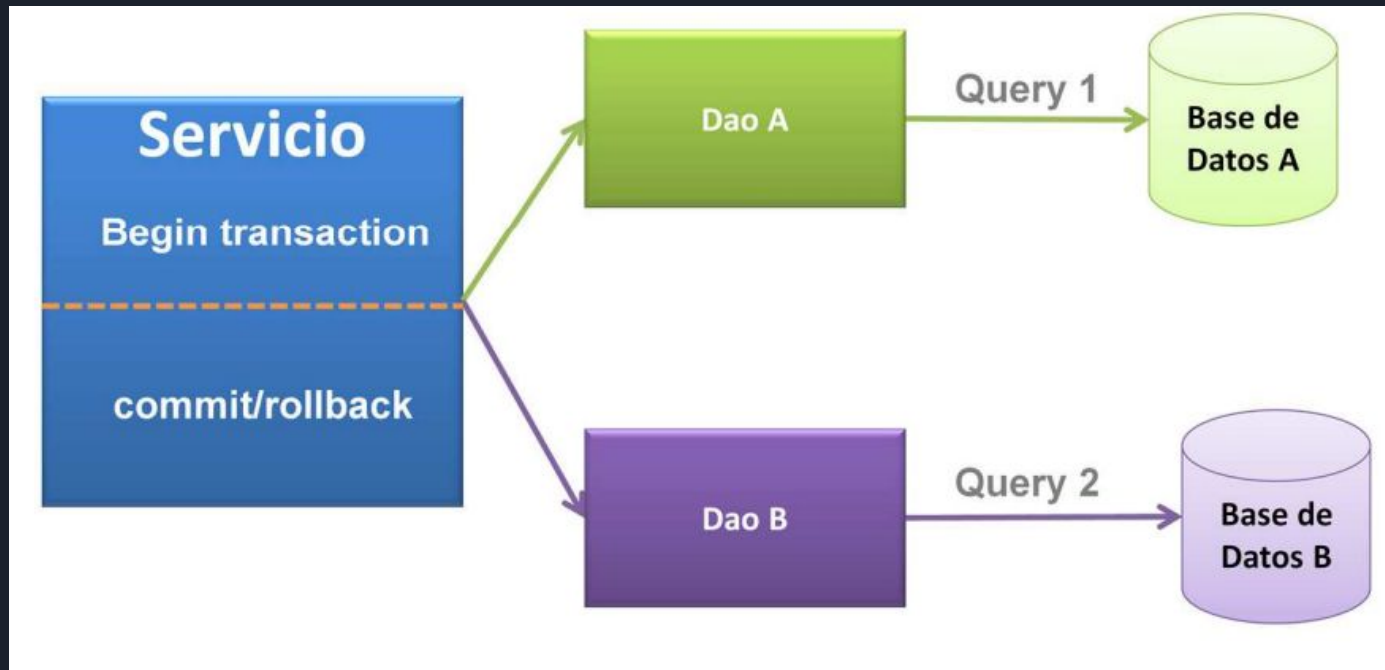 Servicio
Begin transaction
commit/rollback
Dao A
Query 1
Base de
Datos A
Dao B
Query 2
Base de
Datos B